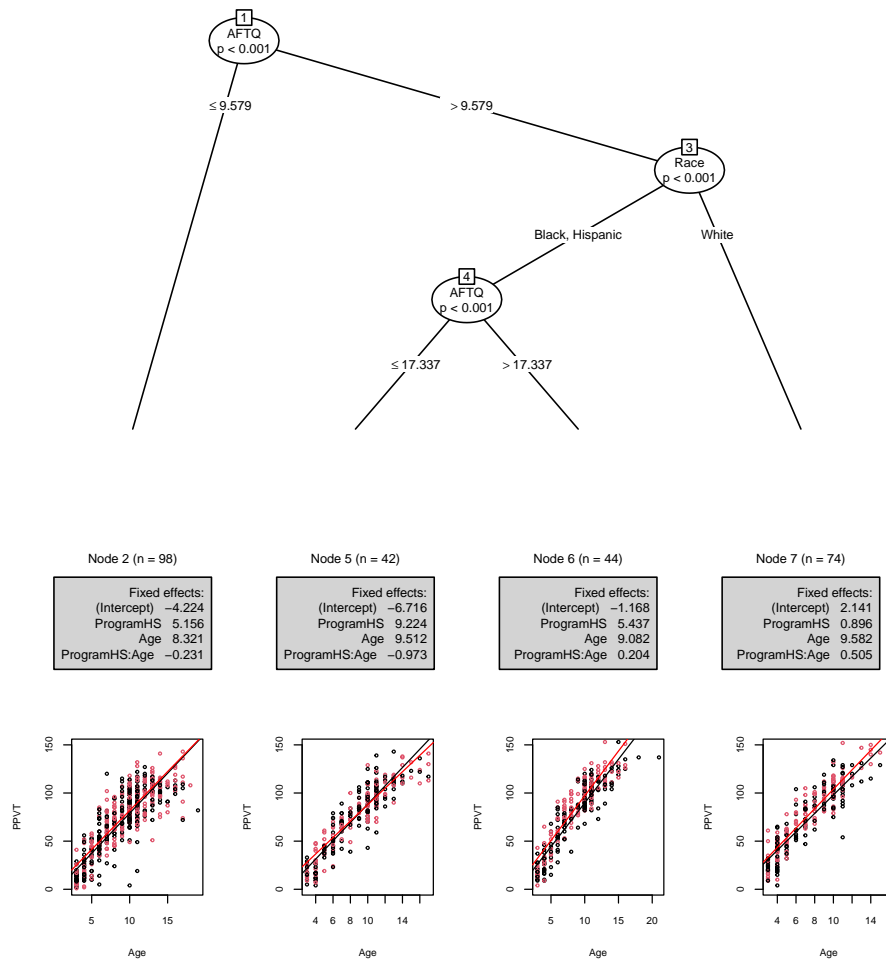 1
AFTQ
p < 0.001
≤ 9.579
> 9.579
3
Race
p < 0.001
Black, Hispanic
White
4
AFTQ
p < 0.001
≤ 17.337
> 17.337
Node 2 (n = 98)
Fixed effects:
(Intercept) −4.224
ProgramHS 5.156
Age 8.321
ProgramHS:Age −0.231
Node 5 (n = 42)
Fixed effects:
(Intercept) −6.716
ProgramHS 9.224
Age 9.512
ProgramHS:Age −0.973
Node 6 (n = 44)
Fixed effects:
(Intercept) −1.168
ProgramHS 5.437
Age 9.082
ProgramHS:Age 0.204
Node 7 (n = 74)
Fixed effects:
(Intercept) 2.141
ProgramHS 0.896
Age 9.582
ProgramHS:Age 0.505
PPVT
0 50 100 150
5 10 15
Age
PPVT
0 50 100 150
4 6 8 10 14
Age
PPVT
0 50 100 150
5 10 15 20
Age
PPVT
0 50 100 150
4 6 8 10 14
Age